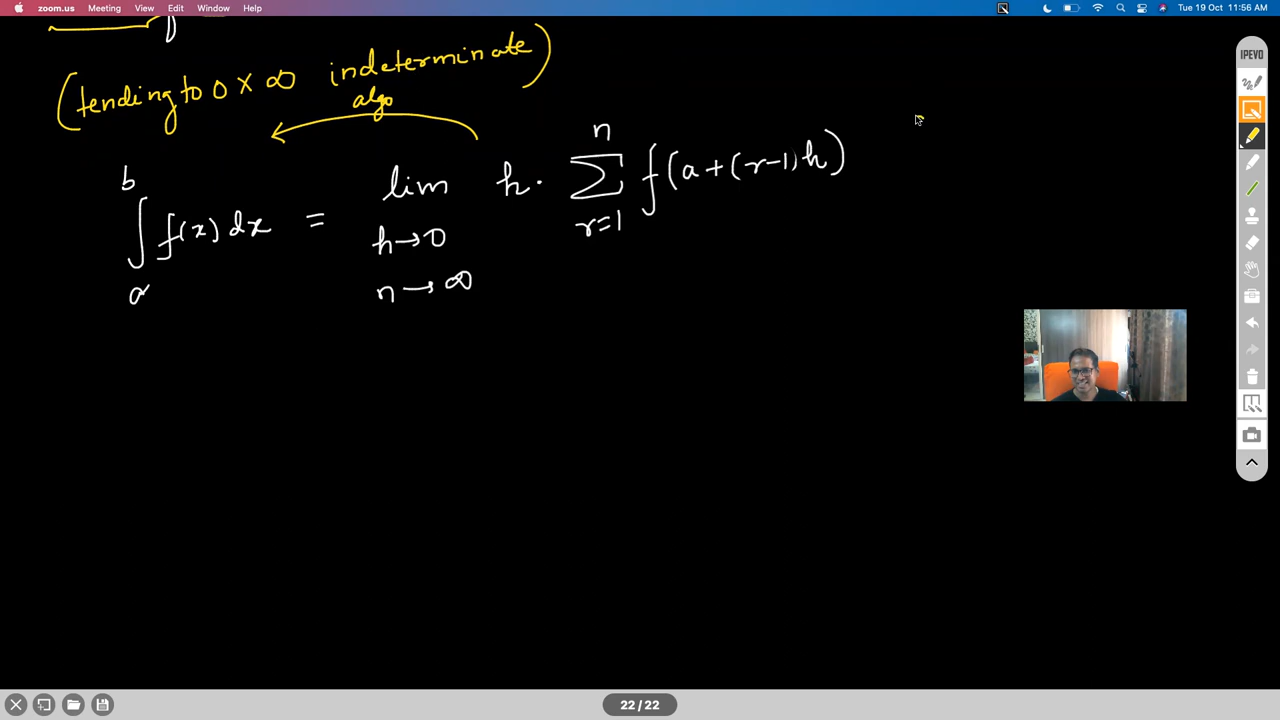 zoom.us Meeting View Edit Window Help Tue 19 Oct 11:56 AM
IPEVO
(tending to 0 × ∞ indeterminate)
algo
∫ₐᵇ f(x) dx = lim h→0 n→∞ h · ∑ r=1 n f(a + (r-1)h)
22 / 22